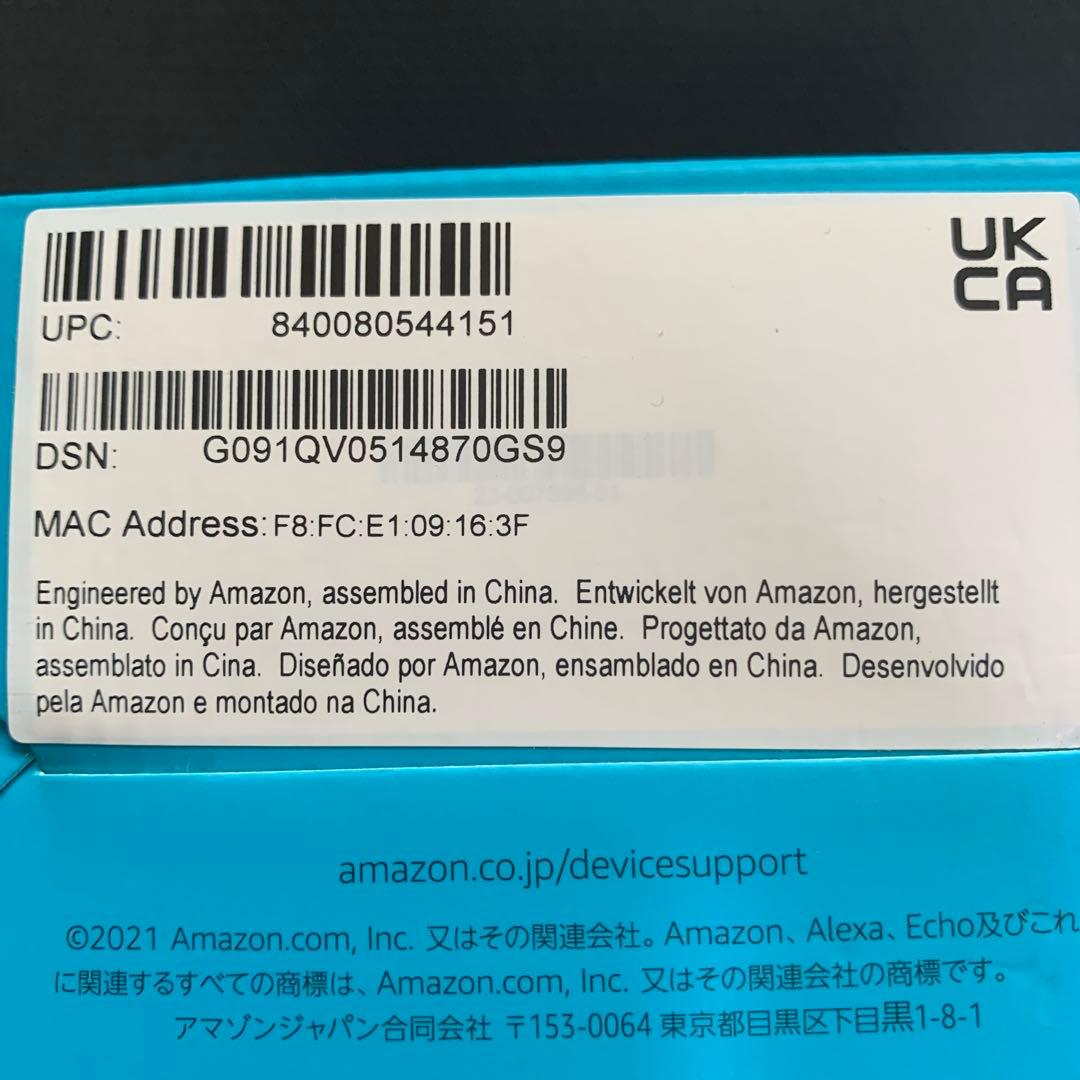 UK
CA
UPC: 840080544151
DSN: G091QV0514870GS9
MAC Address: F8:FC:E1:09:16:3F
Engineered by Amazon, assembled in China. Entwickelt von Amazon, hergestellt
in China. Conçu par Amazon, assemblé en Chine. Progettato da Amazon,
assemblato in Cina. Diseñado por Amazon, ensamblado en China. Desenvolvido
pela Amazon e montado na China.
amazon.co.jp/devicesupport
©2021 Amazon.com, Inc. 又はその関連会社。Amazon、Alexa、Echo及びこれ
に関連するすべての商標は、Amazon.com, Inc. 又はその関連会社の商標です。
アマゾンジャパン合同会社 〒153-0064 東京都目黒区下目黒1-8-1